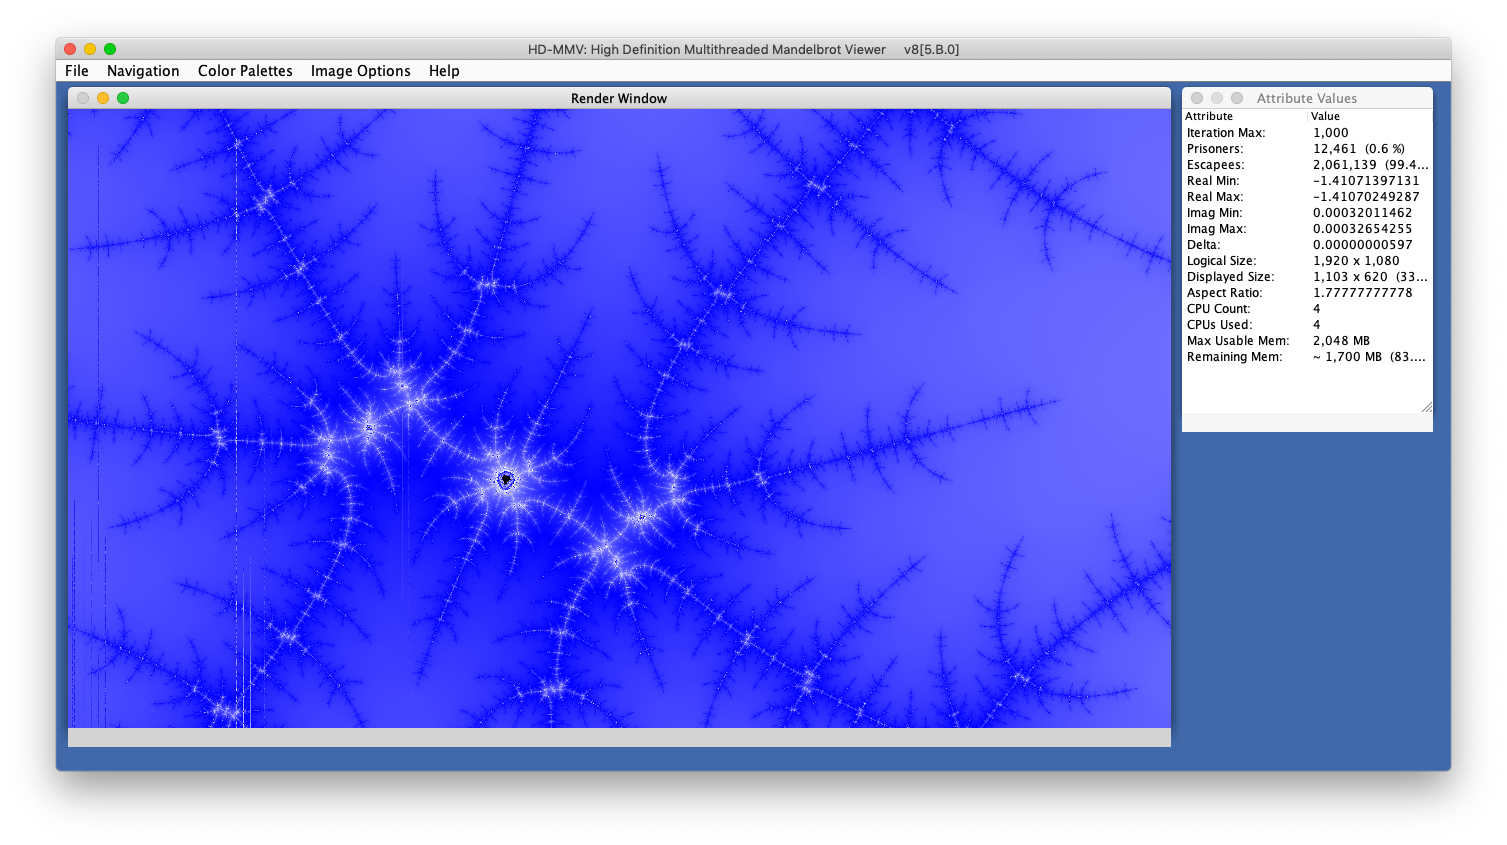 HD-MMV: High Definition Multithreaded Mandelbrot Viewer v8[5.B.0]
File Navigation Color Palettes Image Options Help
Render Window
Attribute Values
Attribute Value
Iteration Max: 1,000
Prisoners: 12,461 (0.6 %)
Escapees: 2,061,139 (99.4...
Real Min: -1.41071397131
Real Max: -1.41070249287
Imag Min: 0.00032011462
Imag Max: 0.00032654255
Delta: 0.00000000597
Logical Size: 1,920 x 1,080
Displayed Size: 1,103 x 620 (33...
Aspect Ratio: 1.77777777778
CPU Count: 4
CPUs Used: 4
Max Usable Mem: 2,048 MB
Remaining Mem: ~ 1,700 MB (83....